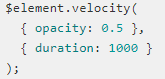 $element.velocity(
  { opacity: 0.5 },
  { duration: 1000 }
);